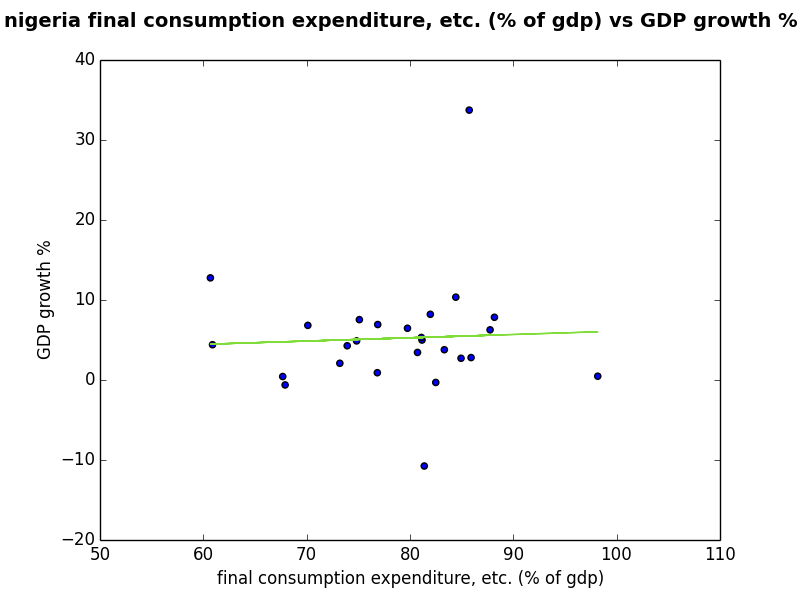 nigeria final consumption expenditure, etc. (% of gdp) vs GDP growth %
40
30
20
10
0
−10
−20
GDP growth %
50 60 70 80 90 100 110
final consumption expenditure, etc. (% of gdp)